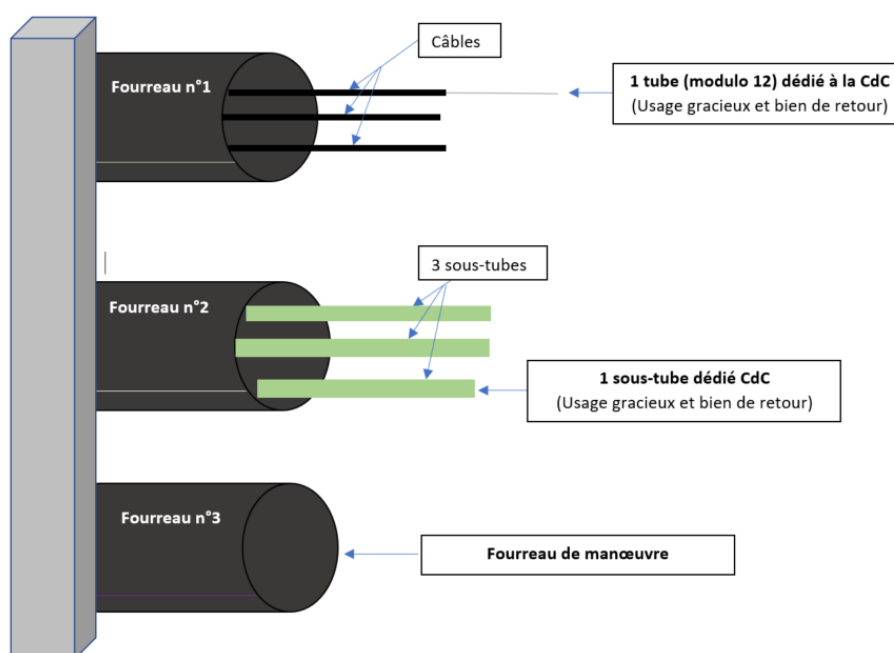 Câbles
Fourreau n°1
1 tube (modulo 12) dédié à la CdC
(Usage gracieux et bien de retour)
3 sous-tubes
Fourreau n°2
1 sous-tube dédié CdC
(Usage gracieux et bien de retour)
Fourreau n°3
Fourreau de manœuvre